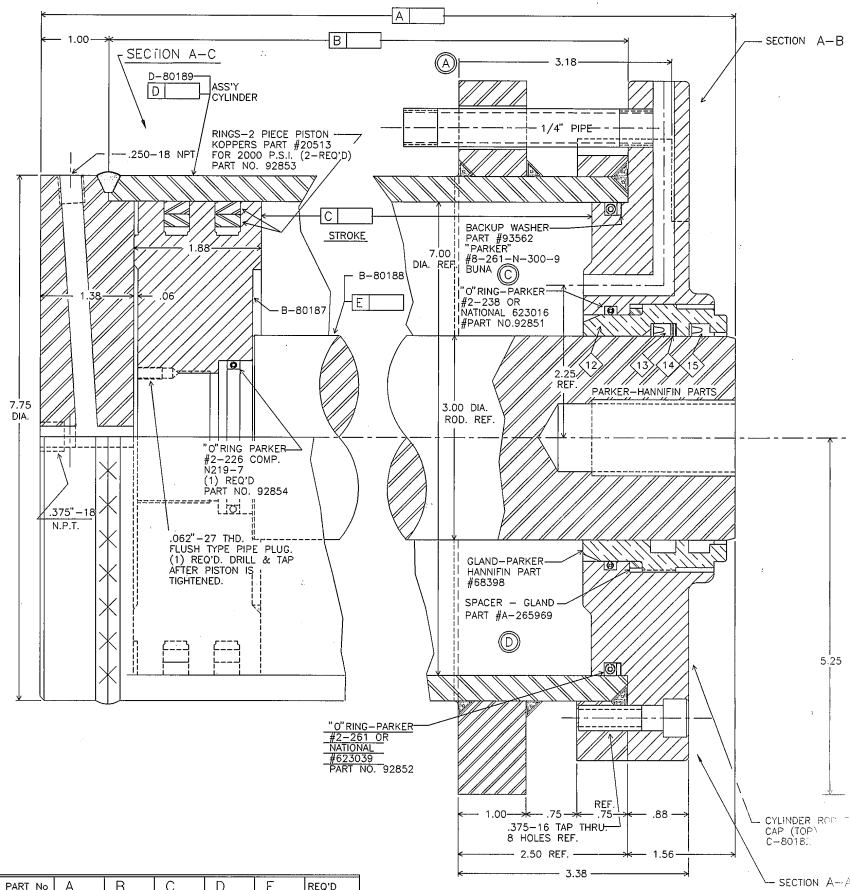 A
1.00
B
SECTION A-C
A
3.18
SECTION A-B
D-80189
D
ASS'Y
CYLINDER
RINGS-2 PIECE PISTON
KOPPERS PART #20513
FOR 2000 P.S.I. (2-REQ'D)
PART NO. 92853
1/4" PIPE
.250-18 NPT
C
STROKE
BACKUP WASHER
PART #93562
"PARKER"
#8-261-N-300-9
BUNA
C
7.00
DIA. REF.
1.88
B-80188
E
1.38
.06
B-80187
"O"RING-PARKER
#2-238 OR
NATIONAL 623016
#PART NO.92851
12
13
14
15
2.25
REF.
PARKER-HANNIFIN PARTS
7.75
DIA.
3.00 DIA.
ROD. REF.
"O"RING PARKER
#2-226 COMP.
N219-7
(1) REQ'D
PART NO. 92854
.375"-18
N.P.T.
.062"-27 THD.
FLUSH TYPE PIPE PLUG.
(1) REQ'D. DRILL & TAP
AFTER PISTON IS
TIGHTENED.
GLAND-PARKER
HANNIFIN PART
#68398
SPACER - GLAND
PART #A-265969
D
5.25
"O"RING-PARKER
#2-261 OR
NATIONAL
#623039
PART NO. 92852
1.00
.75
REF.
.75
.88
.375-16 TAP THRU.
8 HOLES REF.
2.50 REF.
1.56
3.38
CYLINDER ROD
CAP (TOP)
SECTION A-A
PART No A B C D E REQ'D